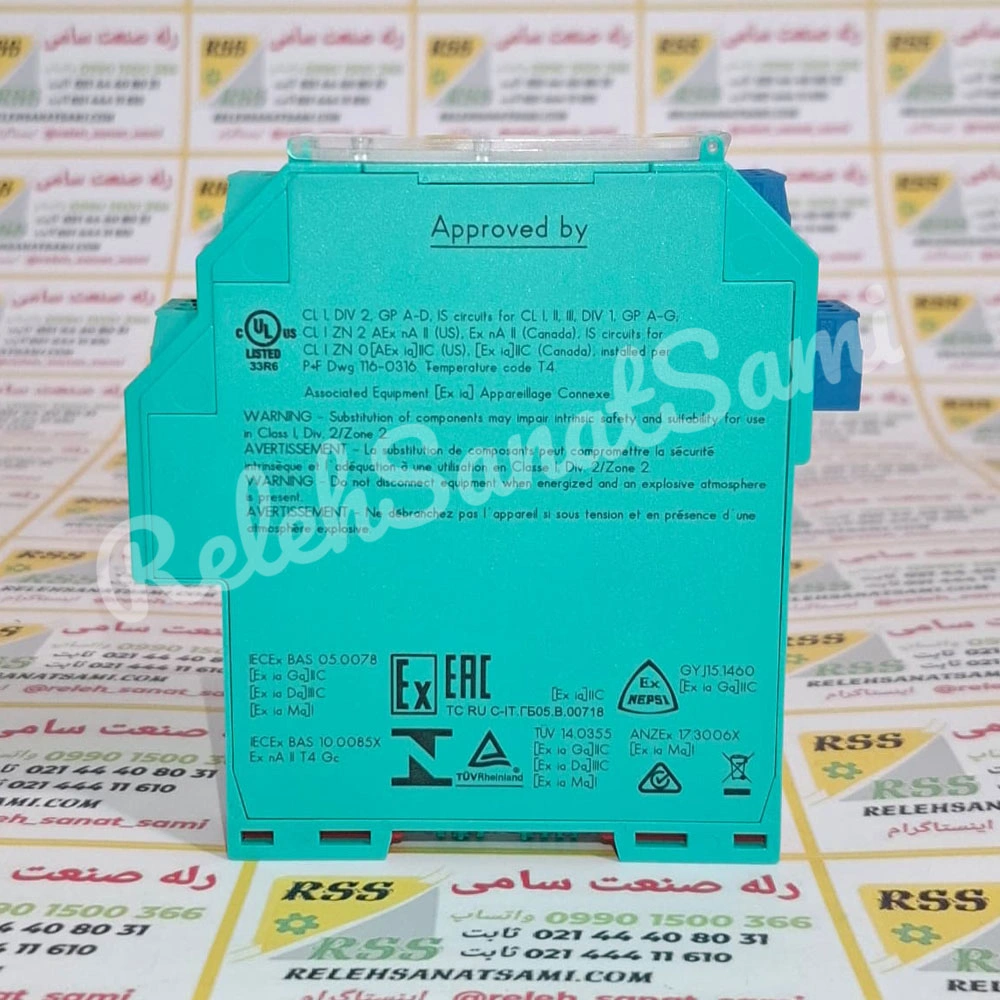 Approved by
C UL US
LISTED
33R6
CL I, DIV 2, GP A-D, IS circuits for CL I, II, III, DIV 1, GP A-G;
CL I ZN 2 AEx nA II (US), Ex nA II (Canada), IS circuits for
CL I ZN 0 [AEx ia] IIC (US), [Ex ia] IIC (Canada), installed per
P+F Dwg 116-0316. Temperature code T4.
Associated Equipment [Ex ia] Appareillage Connexe
WARNING - Substitution of components may impair intrinsic safety and suitability for use
in Class I, Div. 2/Zone 2.
AVERTISSEMENT - La substitution de composants peut compromettre la sécurité
intrinsèque et l'adéquation à une utilisation en Classe I, Div. 2/Zone 2.
WARNING - Do not disconnect equipment when energized and an explosive atmosphere
is present.
AVERTISSEMENT - Ne débranchez pas l'appareil si sous tension et en présence d'une
atmosphère explosive.
RelehSanatSami
IECEx BAS 05.0078
[Ex ia Ga] IIC
[Ex ia Da] IIIC
[Ex ia Ma] I
Ex
EAC
TC RU C-IT.ГБ05.B.00718
[Ex ia] IIC
Ex
NEPSI
GYJ15.1460
[Ex ia Ga] IIC
IECEx BAS 10.0085X
Ex nA II T4 Gc
TÜVRheinland
TÜV 14.0355
[Ex ia Ga] IIC
[Ex ia Da] IIIC
[Ex ia Ma] I
ANZEx 17.3006X
[Ex ia Ma] I
RSS
رله صنعت سامی
0990 1500 366 واتساپ
021 44 40 80 31
021 444 11 610 ثابت
RELEHSANATSAMI.COM
@releh_sanat_sami اینستاگرام